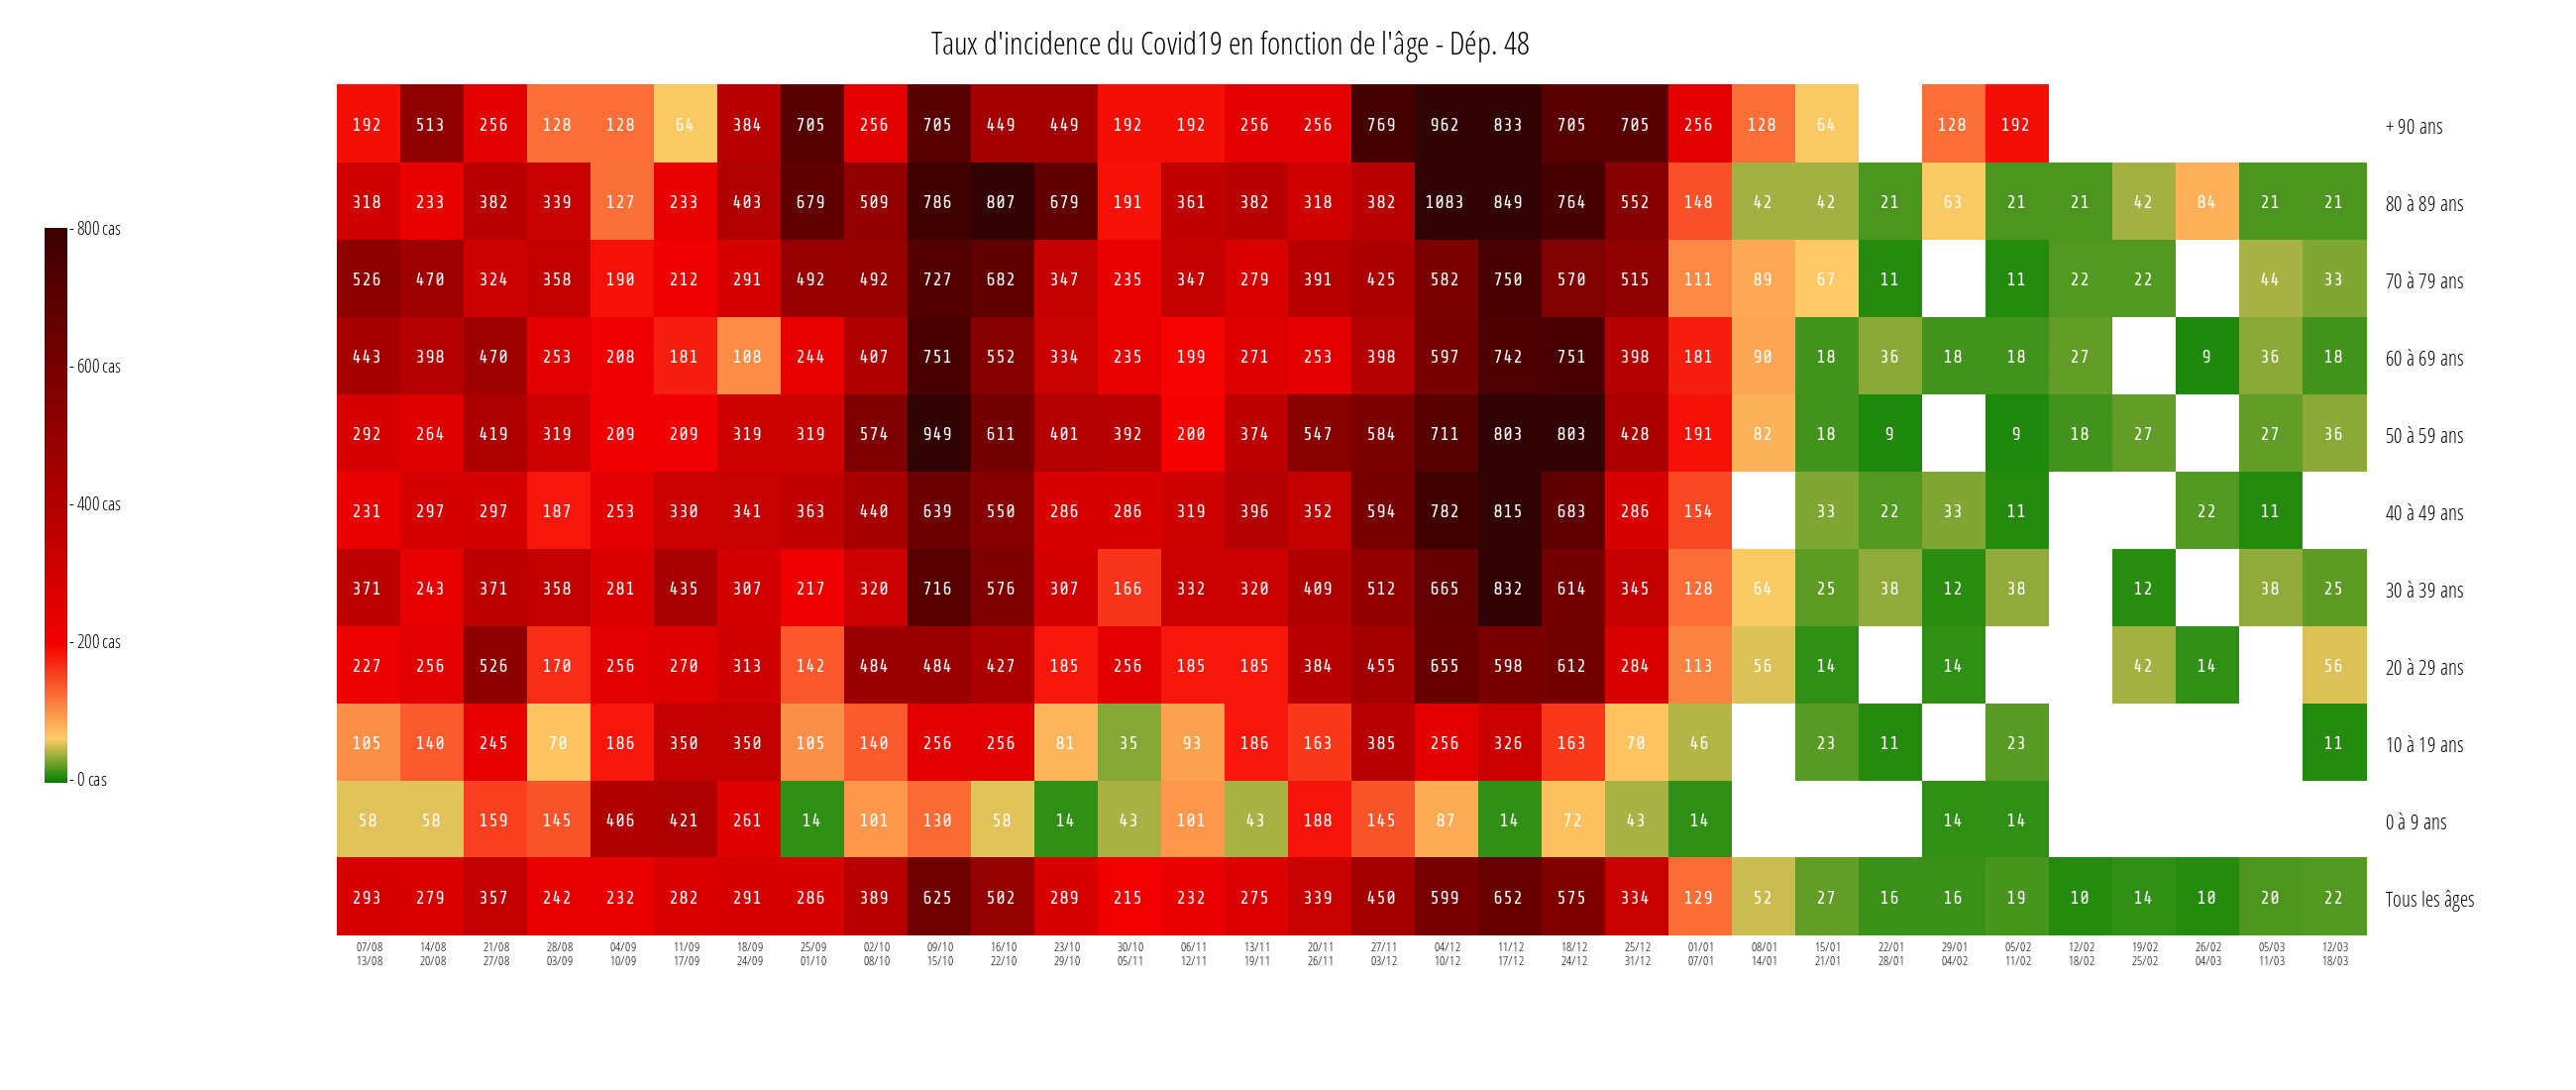 Taux d'incidence du Covid19 en fonction de l'âge - Dép. 48
- 800 cas
- 600 cas
- 400 cas
- 200 cas
- 0 cas
192 513 256 128 128 64 384 705 256 705 449 449 192 192 256 256 769 962 833 705 705 256 128 64 128 192 + 90 ans
318 233 382 339 127 233 403 679 509 786 807 679 191 361 382 318 382 1083 849 764 552 148 42 42 21 63 21 21 42 84 21 21 80 à 89 ans
526 470 324 358 190 212 291 492 492 727 682 347 235 347 279 391 425 582 750 570 515 111 89 67 11 11 22 22 44 33 70 à 79 ans
443 398 470 253 208 181 108 244 407 751 552 334 235 199 271 253 398 597 742 751 398 181 90 18 36 18 18 27 9 36 18 60 à 69 ans
292 264 419 319 209 209 319 319 574 949 611 401 392 200 374 547 584 711 803 803 428 191 82 18 9 9 18 27 27 36 50 à 59 ans
231 297 297 187 253 330 341 363 440 639 550 286 286 319 396 352 594 782 815 683 286 154 33 22 33 11 22 11 40 à 49 ans
371 243 371 358 281 435 307 217 320 716 576 307 166 332 320 409 512 665 832 614 345 128 64 25 38 12 38 12 38 25 30 à 39 ans
227 256 526 170 256 270 313 142 484 484 427 185 256 185 185 384 455 655 598 612 284 113 56 14 14 42 14 56 20 à 29 ans
105 140 245 70 186 350 350 105 140 256 256 81 35 93 186 163 385 256 326 163 70 46 23 11 23 11 10 à 19 ans
58 58 159 145 406 421 261 14 101 130 58 14 43 101 43 188 145 87 14 72 43 14 14 14 0 à 9 ans
293 279 357 242 232 282 291 286 389 625 502 289 215 232 275 339 450 599 652 575 334 129 52 27 16 16 19 10 14 10 20 22 Tous les âges
07/08 14/08 21/08 28/08 04/09 11/09 18/09 25/09 02/10 09/10 16/10 23/10 30/10 06/11 13/11 20/11 27/11 04/12 11/12 18/12 25/12 01/01 08/01 15/01 22/01 29/01 05/02 12/02 19/02 26/02 05/03 12/03
13/08 20/08 27/08 03/09 10/09 17/09 24/09 01/10 08/10 15/10 22/10 29/10 05/11 12/11 19/11 26/11 03/12 10/12 17/12 24/12 31/12 07/01 14/01 21/01 28/01 04/02 11/02 18/02 25/02 04/03 11/03 18/03